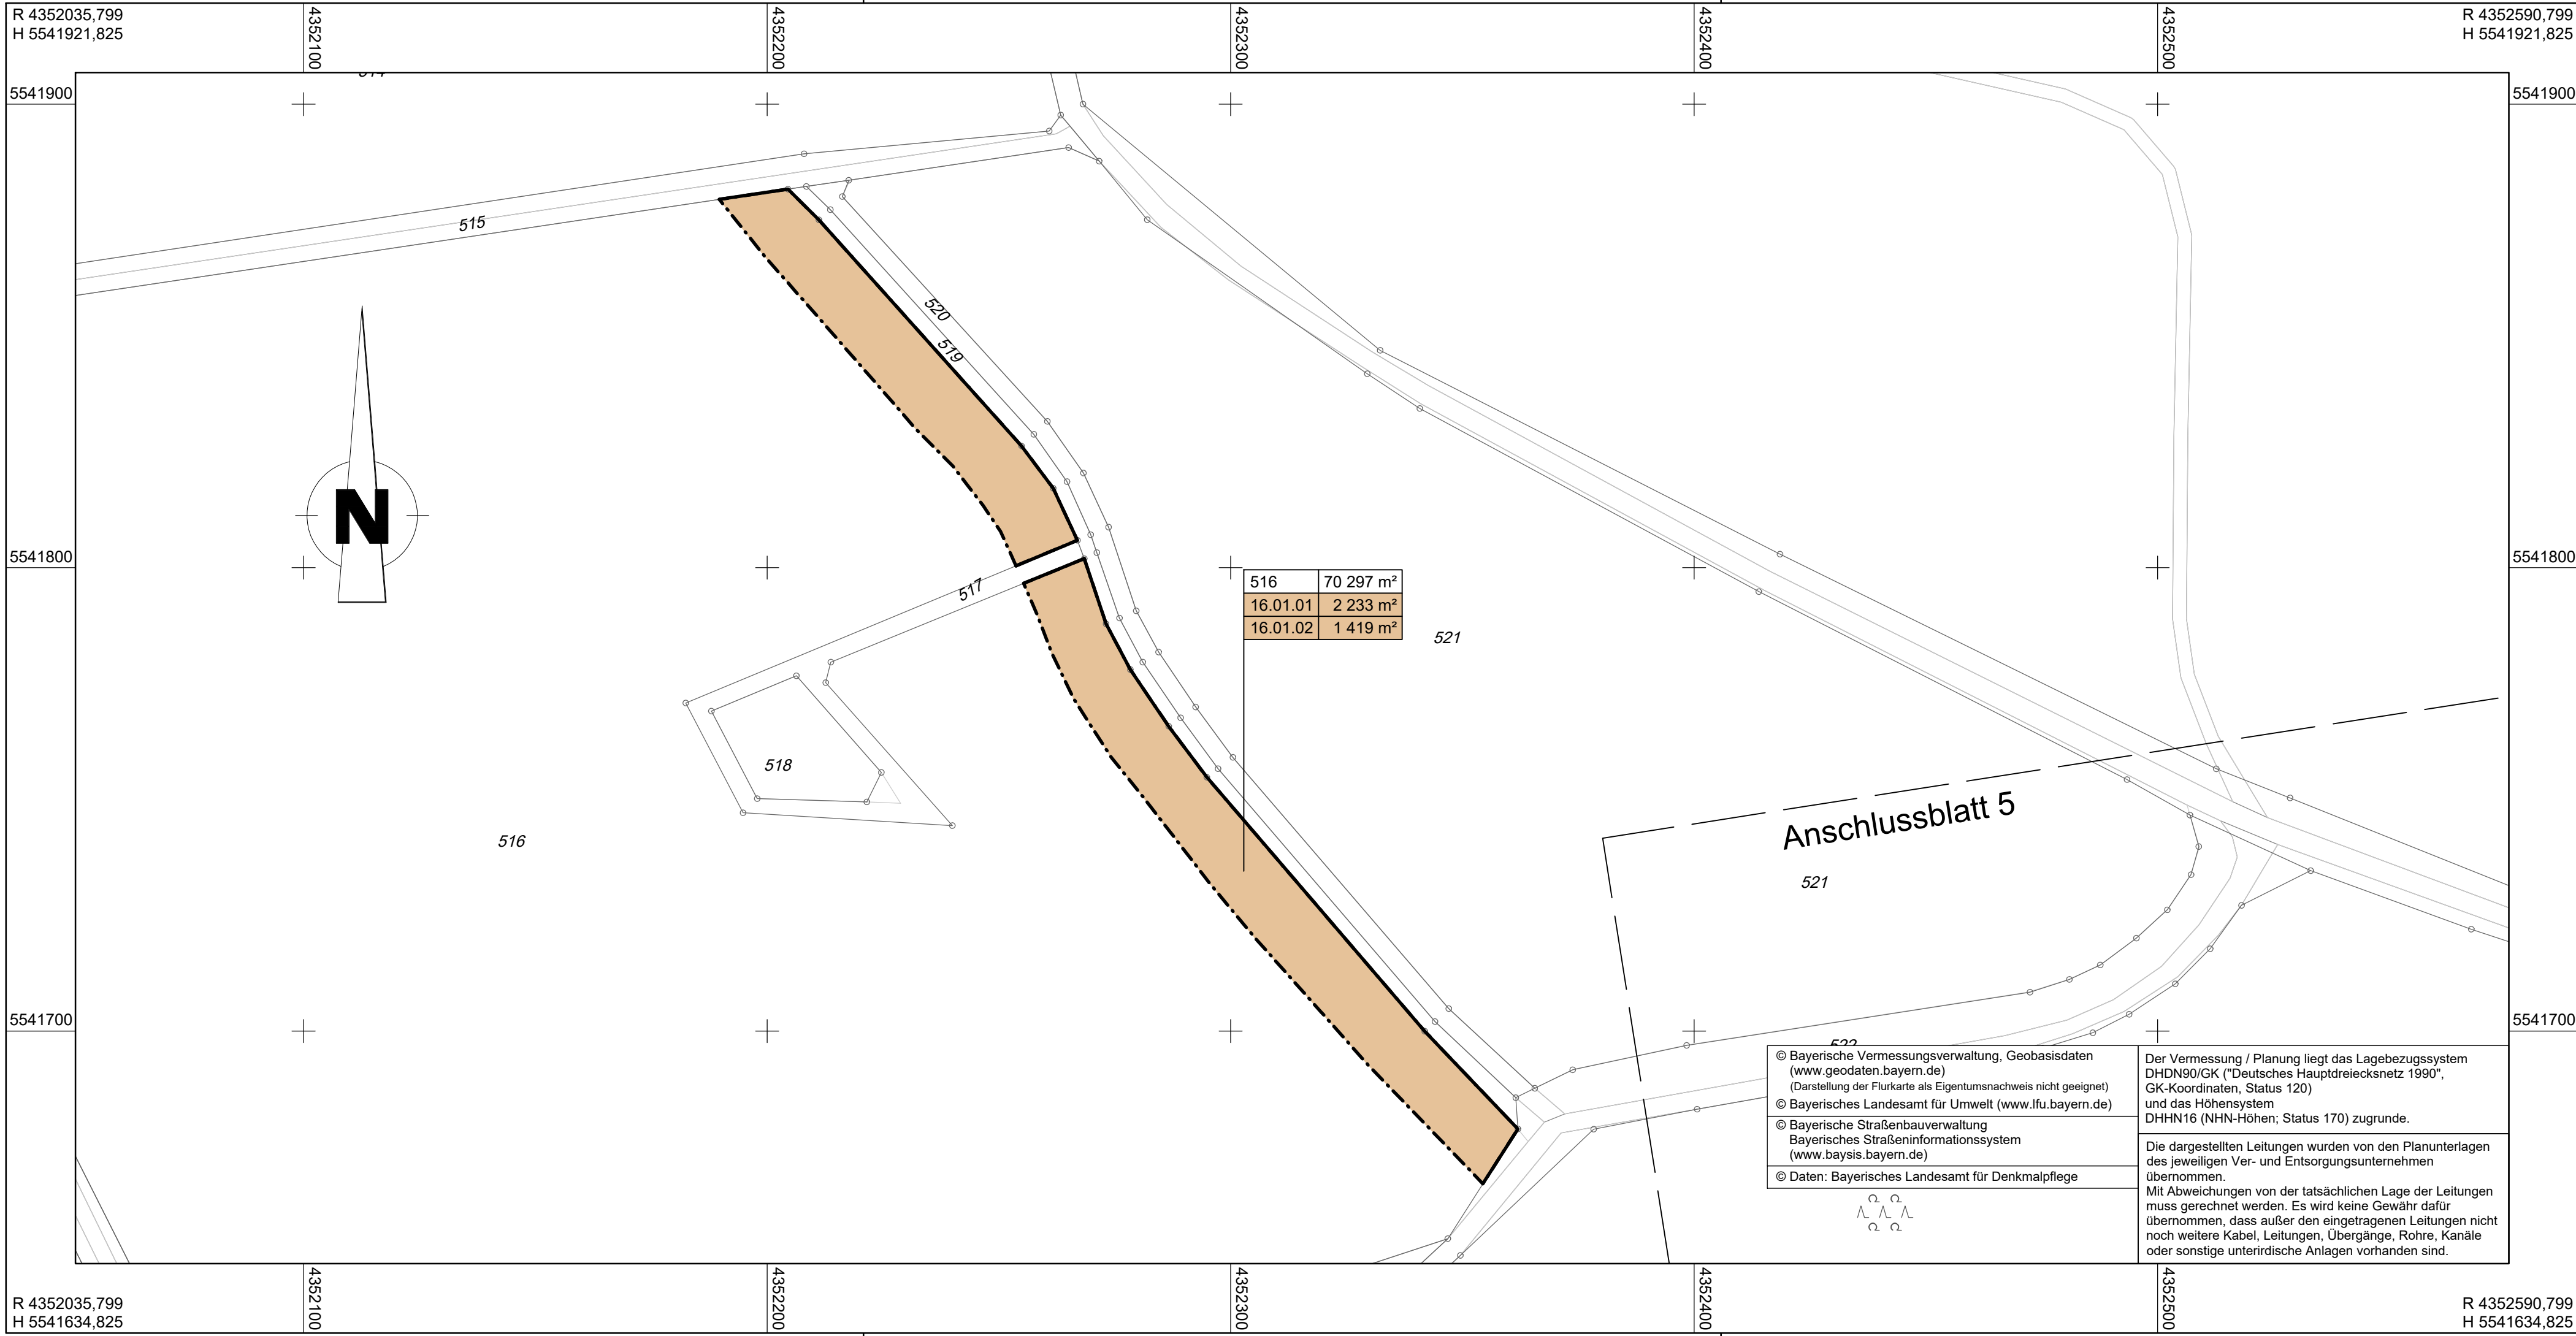 R 4352035,799
H 5541921,825
4352100
4352200
4352300
4352400
4352500
R 4352590,799
H 5541921,825
514
5541900
5541900
515
520
519
N
5541800
5541800
517
516 70 297 m²
16.01.01 2 233 m²
16.01.02 1 419 m²
521
518
516
Anschlussblatt 5
521
5541700
5541700
522
© Bayerische Vermessungsverwaltung, Geobasisdaten
(www.geodaten.bayern.de)
(Darstellung der Flurkarte als Eigentumsnachweis nicht geeignet)
© Bayerisches Landesamt für Umwelt (www.lfu.bayern.de)
© Bayerische Straßenbauverwaltung
Bayerisches Straßeninformationssystem
(www.baysis.bayern.de)
© Daten: Bayerisches Landesamt für Denkmalpflege
Der Vermessung / Planung liegt das Lagebezugssystem
DHDN90/GK ("Deutsches Hauptdreiecksnetz 1990",
GK-Koordinaten, Status 120)
und das Höhensystem
DHHN16 (NHN-Höhen; Status 170) zugrunde.
Die dargestellten Leitungen wurden von den Planunterlagen
des jeweiligen Ver- und Entsorgungsunternehmen
übernommen.
Mit Abweichungen von der tatsächlichen Lage der Leitungen
muss gerechnet werden. Es wird keine Gewähr dafür
übernommen, dass außer den eingetragenen Leitungen nicht
noch weitere Kabel, Leitungen, Übergänge, Rohre, Kanäle
oder sonstige unterirdische Anlagen vorhanden sind.
R 4352035,799
H 5541634,825
4352100
4352200
4352300
4352400
4352500
R 4352590,799
H 5541634,825